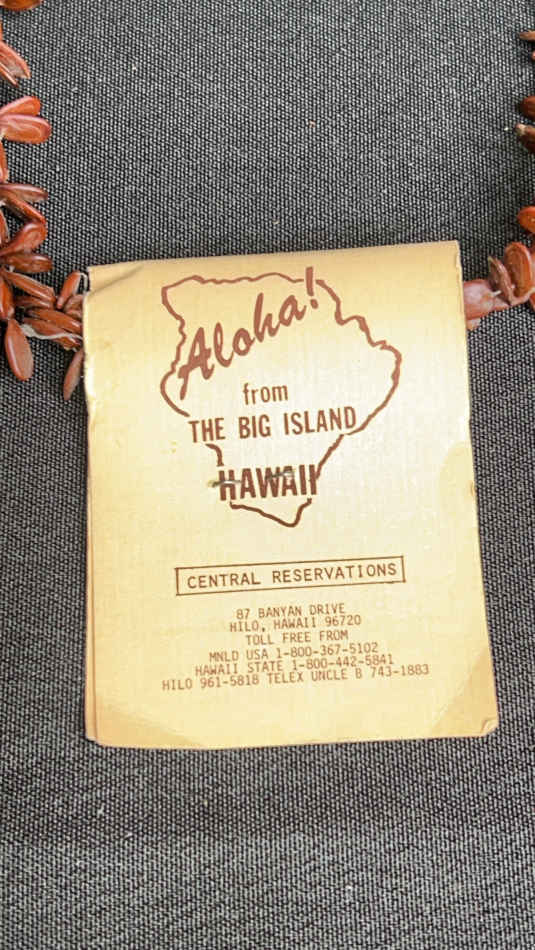 Aloha!
from
THE BIG ISLAND
HAWAII
CENTRAL RESERVATIONS
87 BANYAN DRIVE
HILO, HAWAII 96720
TOLL FREE FROM
MNLD USA 1-800-367-5102
HAWAII STATE 1-800-442-5841
HILO 961-5818 TELEX UNCLE B 743-1883